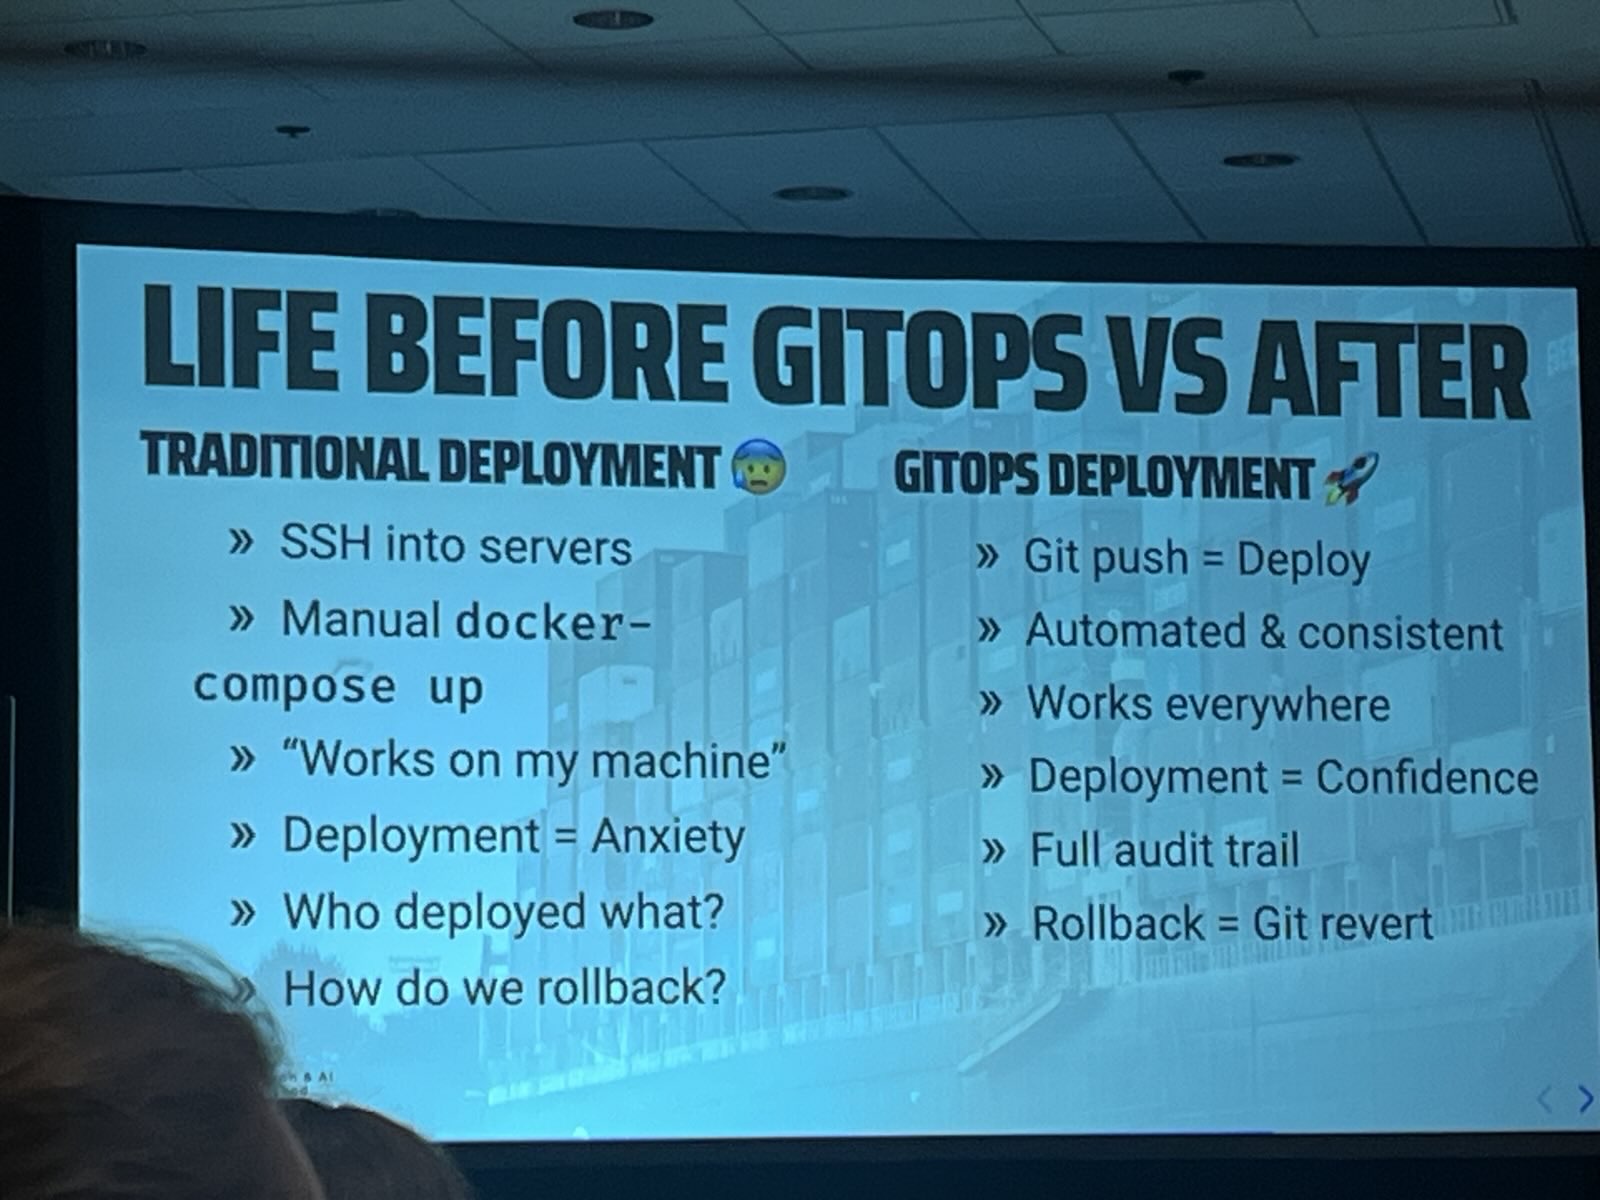 LIFE BEFORE GITOPS VS AFTER
TRADITIONAL DEPLOYMENT 😰
» SSH into servers
» Manual docker-
compose up
» “Works on my machine”
» Deployment = Anxiety
» Who deployed what?
» How do we rollback?
GITOPS DEPLOYMENT 🚀
» Git push = Deploy
» Automated & consistent
» Works everywhere
» Deployment = Confidence
» Full audit trail
» Rollback = Git revert
& AI